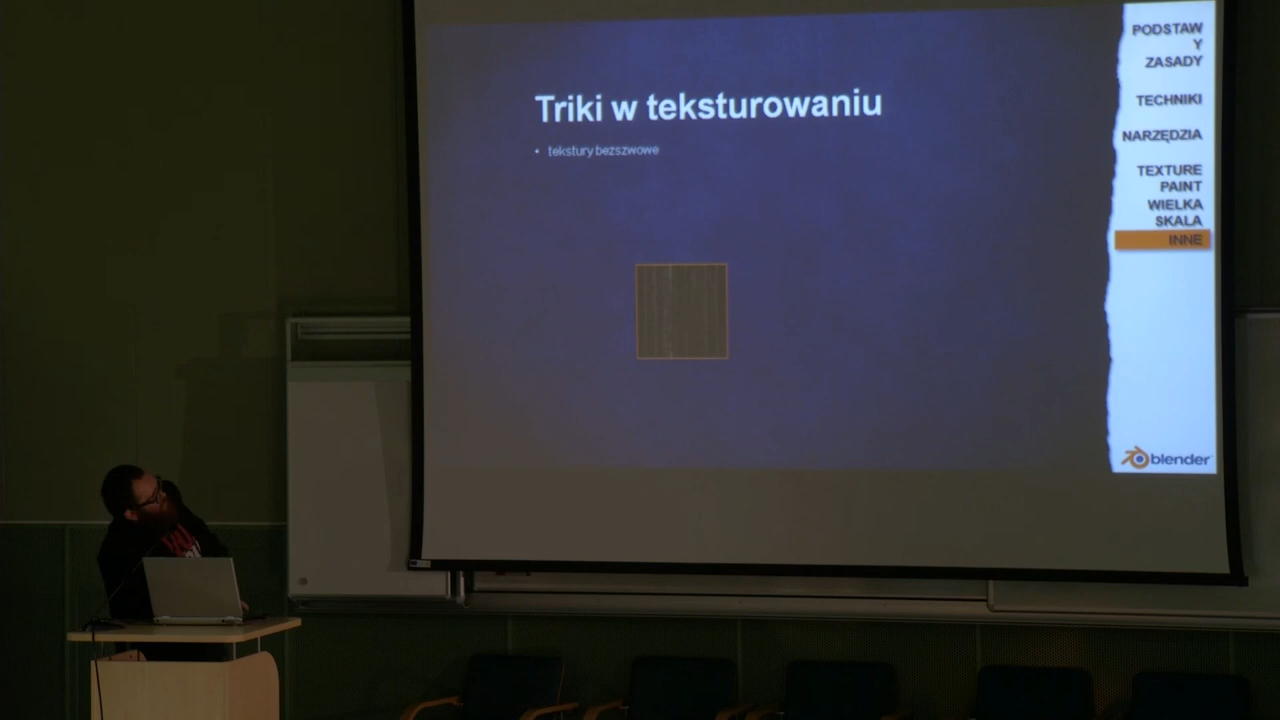 Triki w teksturowaniu
• tekstury bezszwowe
PODSTAW
Y
ZASADY
TECHNIKI
NARZĘDZIA
TEXTURE
PAINT
WIELKA
SKALA
INNE
blender